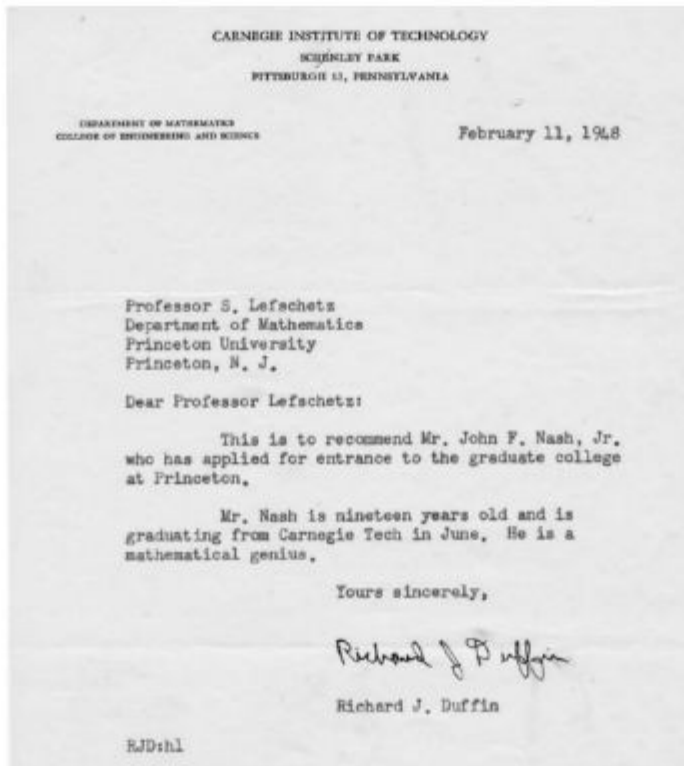 CARNEGIE INSTITUTE OF TECHNOLOGY
SCHENLEY PARK
PITTSBURGH 13, PENNSYLVANIA
DEPARTMENT OF MATHEMATICS
COLLEGE OF ENGINEERING AND SCIENCE
February 11, 1948
Professor S. Lefschetz
Department of Mathematics
Princeton University
Princeton, N. J.
Dear Professor Lefschetz:
This is to recommend Mr. John F. Nash, Jr.
who has applied for entrance to the graduate college
at Princeton.
Mr. Nash is nineteen years old and is
graduating from Carnegie Tech in June. He is a
mathematical genius.
Yours sincerely,
Richard J Duffin
Richard J. Duffin
RJD:hl